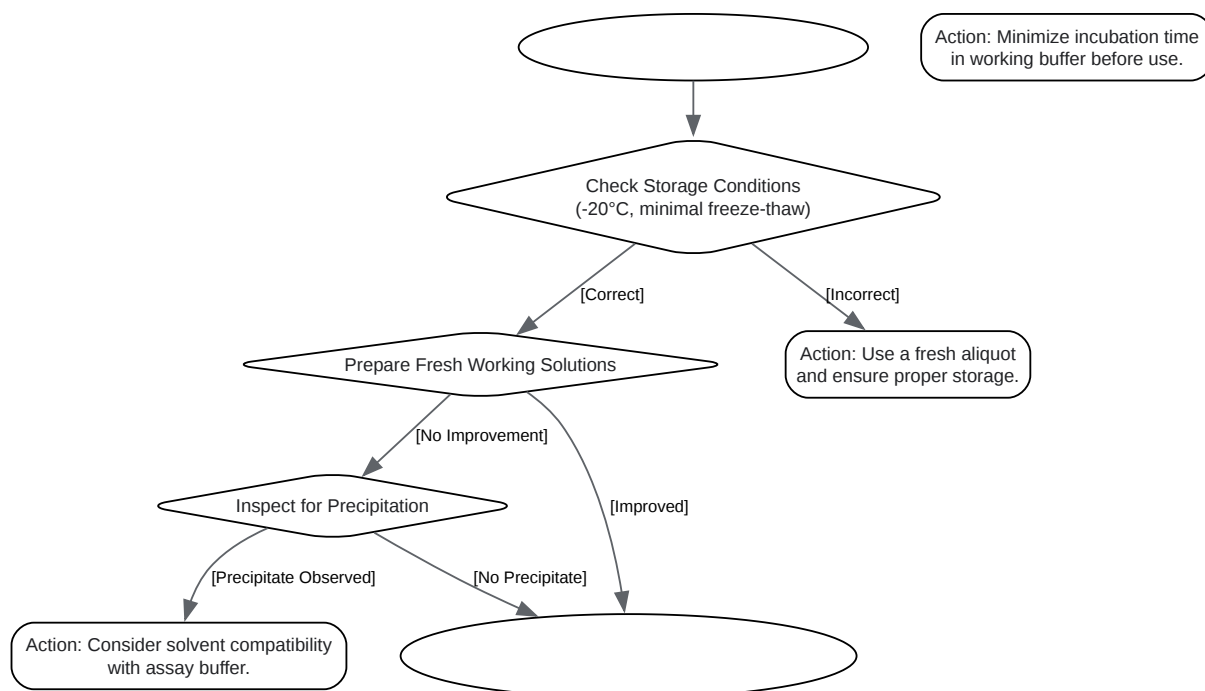 Action: Minimize incubation time
in working buffer before use.
Check Storage Conditions
(-20°C, minimal freeze-thaw)
[Correct]
[Incorrect]
Prepare Fresh Working Solutions
Action: Use a fresh aliquot
and ensure proper storage.
[No Improvement]
[Improved]
Inspect for Precipitation
[Precipitate Observed]
[No Precipitate]
Action: Consider solvent compatibility
with assay buffer.